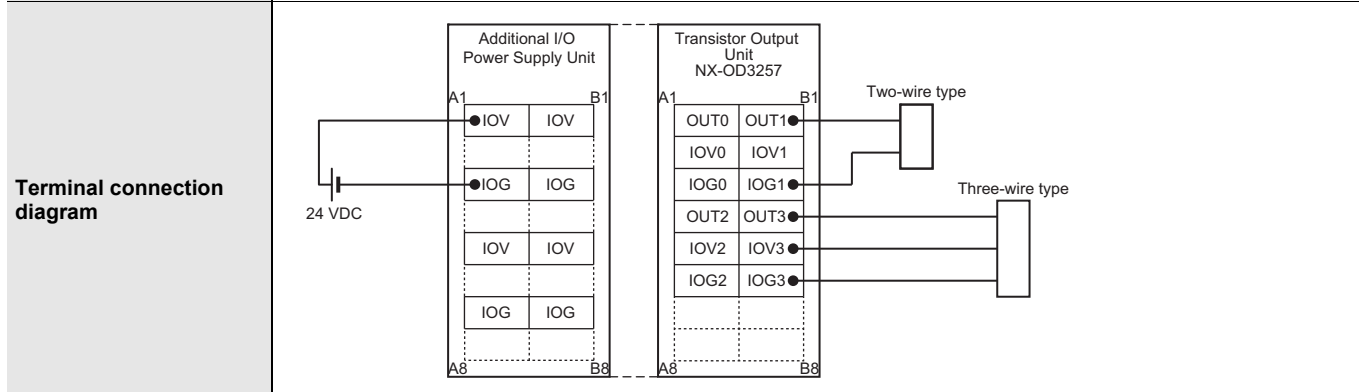 Terminal connection
diagram
Additional I/O
Power Supply Unit
A1 B1
IOV IOV
IOG IOG
IOV IOV
IOG IOG
A8 B8
24 VDC
Transistor Output
Unit
NX-OD3257
A1 B1
OUT0 OUT1
IOV0 IOV1
IOG0 IOG1
OUT2 OUT3
IOV2 IOV3
IOG2 IOG3
A8 B8
Two-wire type
Three-wire type